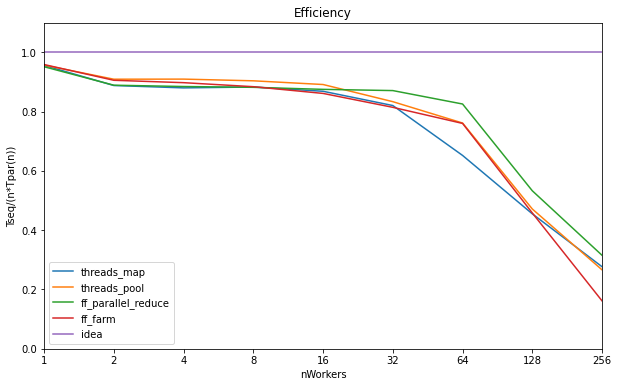 Efficiency
Tseq/(n*Tpar(n))
1.0
0.8
0.6
0.4
0.2
0.0
threads_map
threads_pool
ff_parallel_reduce
ff_farm
idea
1 2 4 8 16 32 64 128 256
nWorkers